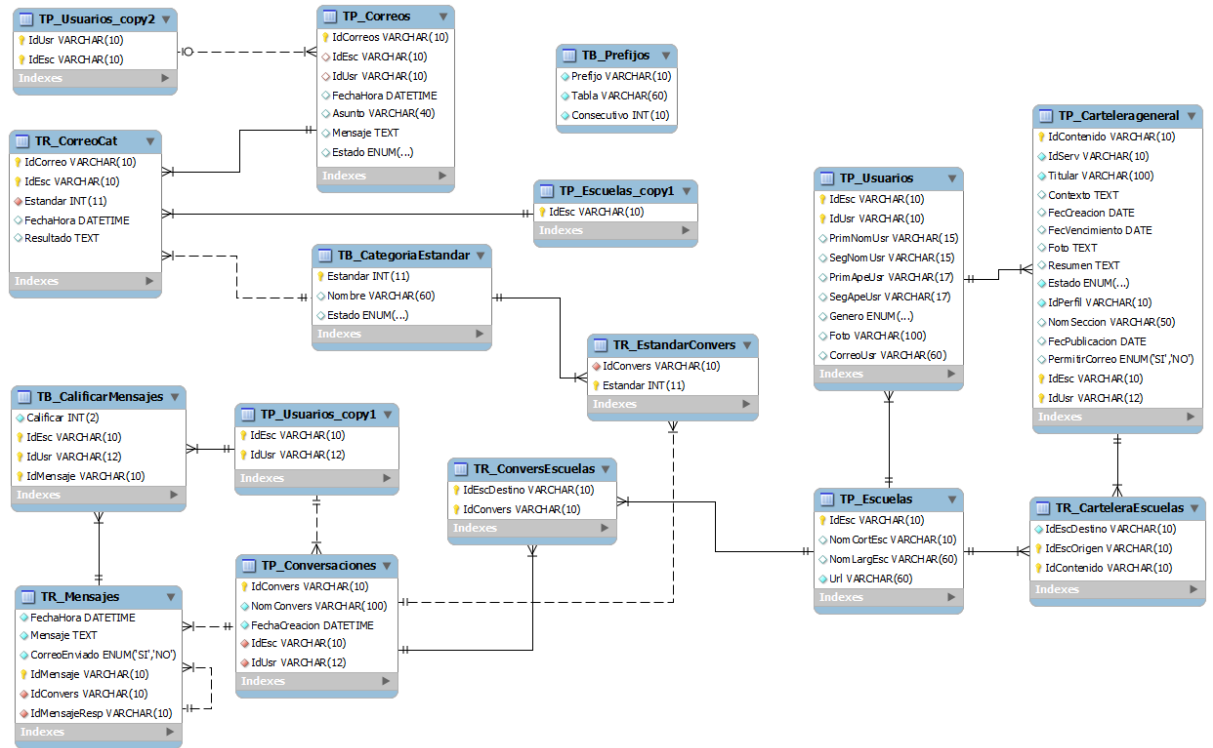 TP_Usuarios_copy2
IdUsr VARCHAR(10)
IdEsc VARCHAR(10)
Indexes
TP_Correos
IdCorreos VARCHAR(10)
IdEsc VARCHAR(10)
IdUsr VARCHAR(10)
FechaHora DATETIME
Asunto VARCHAR(40)
Mensaje TEXT
Estado ENUM(...)
Indexes
TB_Prefijos
Prefijo VARCHAR(10)
Tabla VARCHAR(60)
Consecutivo INT(10)
Indexes
TR_CorreoCat
IdCorreo VARCHAR(10)
IdEsc VARCHAR(10)
Estandar INT(11)
FechaHora DATETIME
Resultado TEXT
Indexes
TP_Escuelas_copy1
IdEsc VARCHAR(10)
Indexes
TB_CategoriaEstandar
Estandar INT(11)
Nombre VARCHAR(60)
Estado ENUM(...)
Indexes
TP_Usuarios
IdEsc VARCHAR(10)
IdUsr VARCHAR(10)
PrimNomUsr VARCHAR(15)
SegNomUsr VARCHAR(15)
PrimApeUsr VARCHAR(17)
SegApeUsr VARCHAR(17)
Genero ENUM(...)
Foto VARCHAR(100)
CorreoUsr VARCHAR(60)
Indexes
TP_Cartelerageneral
IdContenido VARCHAR(10)
IdServ VARCHAR(10)
Titular VARCHAR(100)
Contexto TEXT
FecCreacion DATE
FecVencimiento DATE
Foto TEXT
Resumen TEXT
Estado ENUM(...)
IdPerfil VARCHAR(10)
NomSeccion VARCHAR(50)
FecPublicacion DATE
PermitirCorreo ENUM('SI','NO')
IdEsc VARCHAR(10)
IdUsr VARCHAR(12)
Indexes
TR_EstandarConvers
IdConvers VARCHAR(10)
Estandar INT(11)
Indexes
TB_CalificarMensajes
Calificar INT(2)
IdEsc VARCHAR(10)
IdUsr VARCHAR(12)
IdMensaje VARCHAR(10)
Indexes
TP_Usuarios_copy1
IdEsc VARCHAR(10)
IdUsr VARCHAR(12)
Indexes
TR_ConversEscuelas
IdEscDestino VARCHAR(10)
IdConvers VARCHAR(10)
Indexes
TP_Escuelas
IdEsc VARCHAR(10)
NomCortEsc VARCHAR(10)
NomLargEsc VARCHAR(60)
Url VARCHAR(60)
Indexes
TR_CarteleraEscuelas
IdEscDestino VARCHAR(10)
IdEscOrigen VARCHAR(10)
IdContenido VARCHAR(10)
Indexes
TR_Mensajes
FechaHora DATETIME
Mensaje TEXT
CorreoEnviado ENUM('SI','NO')
IdMensaje VARCHAR(10)
IdConvers VARCHAR(10)
IdMensajeResp VARCHAR(10)
Indexes
TP_Conversaciones
IdConvers VARCHAR(10)
NomConvers VARCHAR(100)
FechaCreacion DATETIME
IdEsc VARCHAR(10)
IdUsr VARCHAR(12)
Indexes